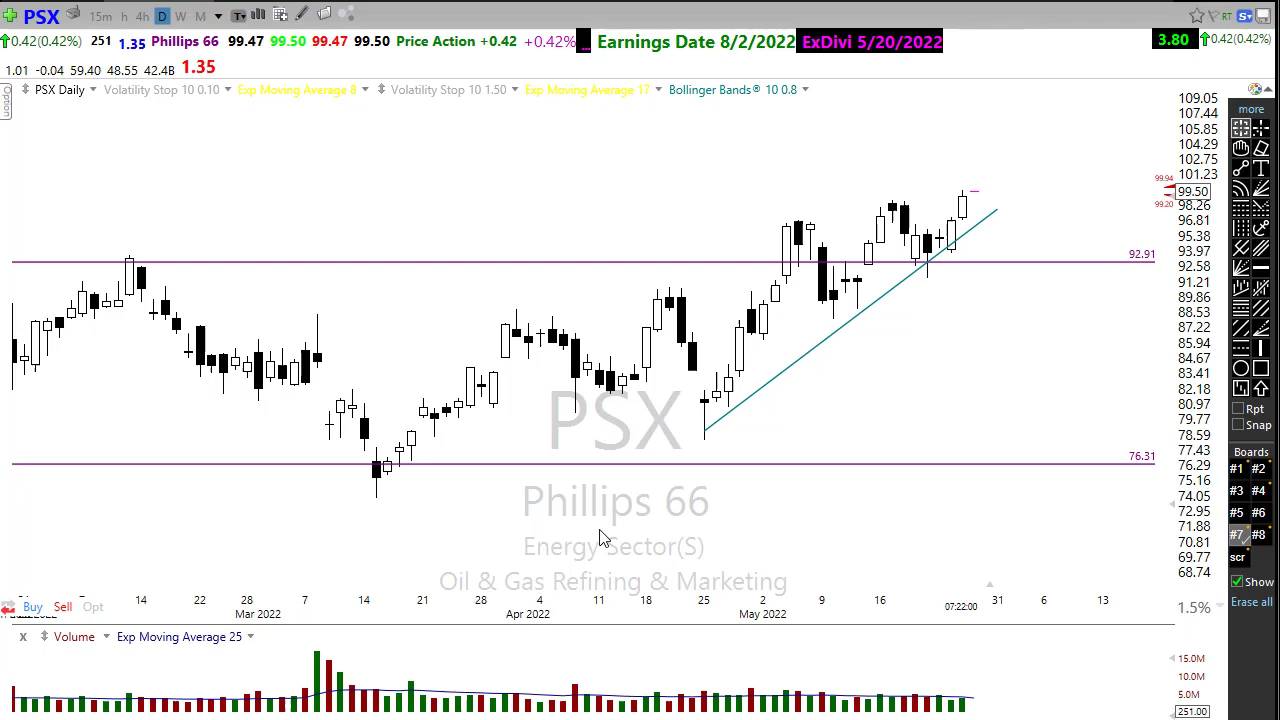 PSX 15m h 4h D W M T RT S
0.42(0.42%) 251 1.35 Phillips 66 99.47 99.50 99.47 99.50 Price Action +0.42 +0.42% ... Earnings Date 8/2/2022 ExDivi 5/20/2022 3.80 0.42(0.42%)
1.01 -0.04 59.40 48.55 42.4B 1.35
Option
PSX Daily Volatility Stop 10 0.10 Exp Moving Average 8 Volatility Stop 10 1.50 Exp Moving Average 17 Bollinger Bands® 10 0.8
109.05
107.44
105.85
104.29
102.75
101.23
99.94
99.50
99.20
98.26
96.81
95.38
93.97
92.91
92.58
91.21
89.86
88.53
87.22
85.94
84.67
83.41
82.18
80.97
79.77
78.59
77.43
76.31
76.29
75.16
74.05
72.95
71.88
70.81
69.77
68.74
PSX
Phillips 66
Energy Sector(S)
Oil & Gas Refining & Marketing
14 22 28 7 14 21 28 4 11 18 25 2 9 16 07:22:00 31 6 13
Mar 2022 April 2022 May 2022
Buy Sell Opt
1.5%
X Volume Exp Moving Average 25
15.0M
10.0M
5.0M
251.00
more
T
Rpt
Snap
Boards
#1 #2
#3 #4
#5 #6
#7 #8
scr
Show
Erase all